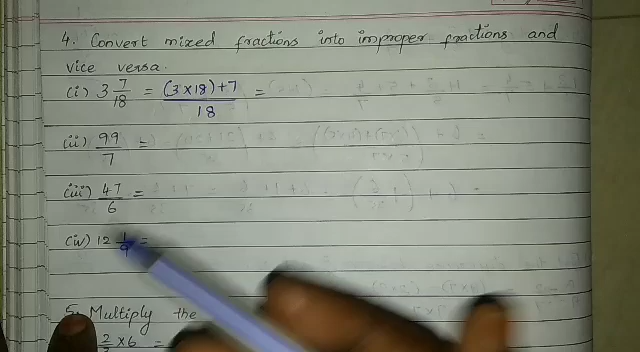 4. Convert mixed fractions into improper fractions and
vice versa.
(i) 3 7/18 = (3×18)+7/18 =
(ii) 99/7 =
(iii) 47/6 =
(iv) 12 1/9 =
5. Multiply the
2/3 × 6 =